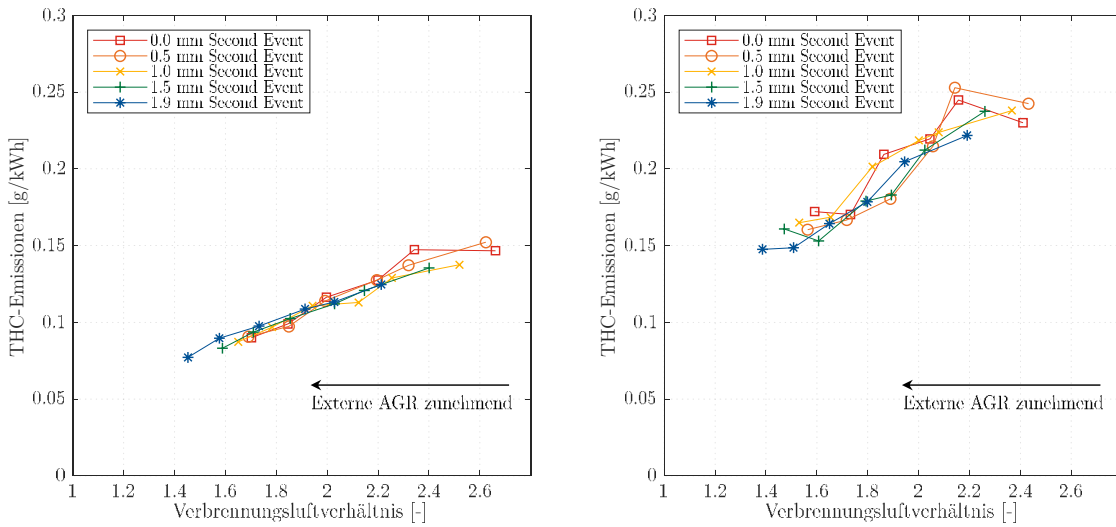 0.3
0.25
0.2
0.15
0.1
0.05
0
THC-Emissionen [g/kWh]
0.0 mm Second Event
0.5 mm Second Event
1.0 mm Second Event
1.5 mm Second Event
1.9 mm Second Event
Externe AGR zunehmend
1 1.2 1.4 1.6 1.8 2 2.2 2.4 2.6
Verbrennungsluftverhältnis [-]
0.3
0.25
0.2
0.15
0.1
0.05
0
THC-Emissionen [g/kWh]
0.0 mm Second Event
0.5 mm Second Event
1.0 mm Second Event
1.5 mm Second Event
1.9 mm Second Event
Externe AGR zunehmend
1 1.2 1.4 1.6 1.8 2 2.2 2.4 2.6
Verbrennungsluftverhältnis [-]